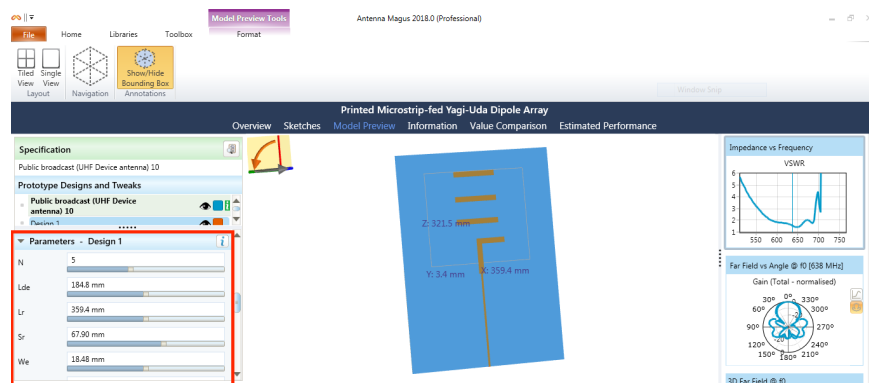 Model Preview Tools
Antenna Magus 2018.0 (Professional)
File Home Libraries Toolbox Format
Tiled View
Single View
Layout
Navigation
Show/Hide Bounding Box
Annotations
Window Snip
Printed Microstrip-fed Yagi-Uda Dipole Array
Overview Sketches Model Preview Information Value Comparison Estimated Performance
Specification
Public broadcast (UHF Device antenna) 10
Prototype Designs and Tweaks
Public broadcast (UHF Device
antenna) 10
Design 1
Parameters - Design 1
N 5
Lde 184.8 mm
Lr 359.4 mm
Sr 67.90 mm
We 18.48 mm
Z: 321.5 mm
Y: 3.4 mm
X: 359.4 mm
Impedance vs Frequency
VSWR
6
5
4
3
2
1
550 600 650 700 750
Far Field vs Angle @ f0 [638 MHz]
Gain (Total - normalised)
30° 0° 330°
60° 300°
90° 270°
-20
120° 240°
150° 180° 210°
3D Far Field @ f0